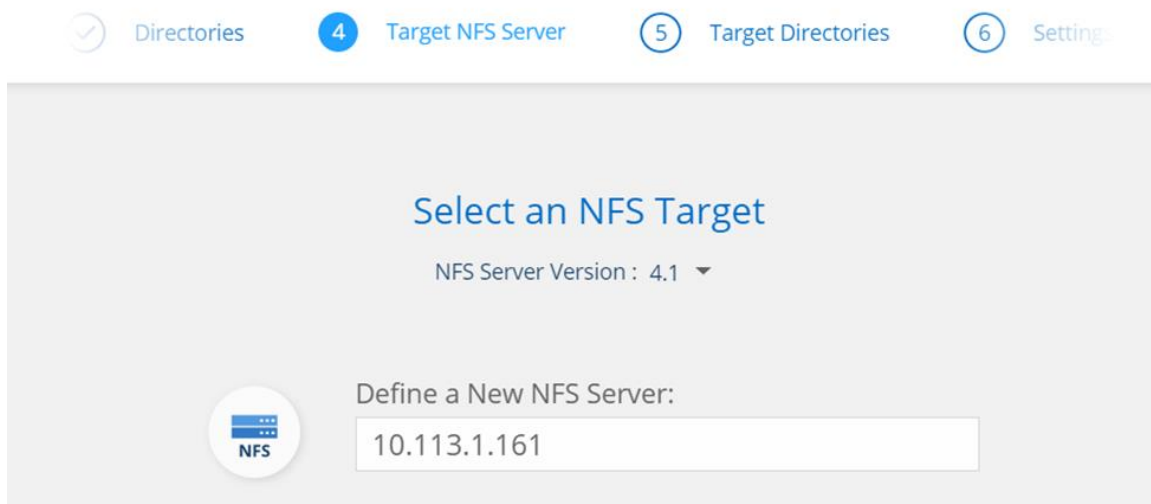 Directories 4 Target NFS Server 5 Target Directories 6 Settings
Select an NFS Target
NFS Server Version : 4.1
Define a New NFS Server:
NFS
10.113.1.161